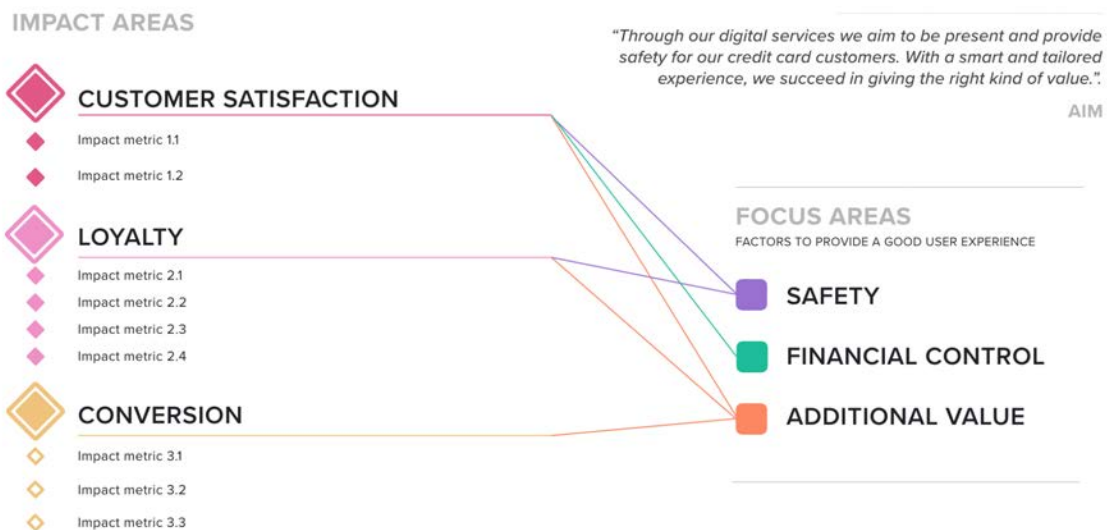 IMPACT AREAS
CUSTOMER SATISFACTION
Impact metric 1.1
Impact metric 1.2
LOYALTY
Impact metric 2.1
Impact metric 2.2
Impact metric 2.3
Impact metric 2.4
CONVERSION
Impact metric 3.1
Impact metric 3.2
Impact metric 3.3
“Through our digital services we aim to be present and provide
safety for our credit card customers. With a smart and tailored
experience, we succeed in giving the right kind of value.”.
AIM
FOCUS AREAS
FACTORS TO PROVIDE A GOOD USER EXPERIENCE
SAFETY
FINANCIAL CONTROL
ADDITIONAL VALUE